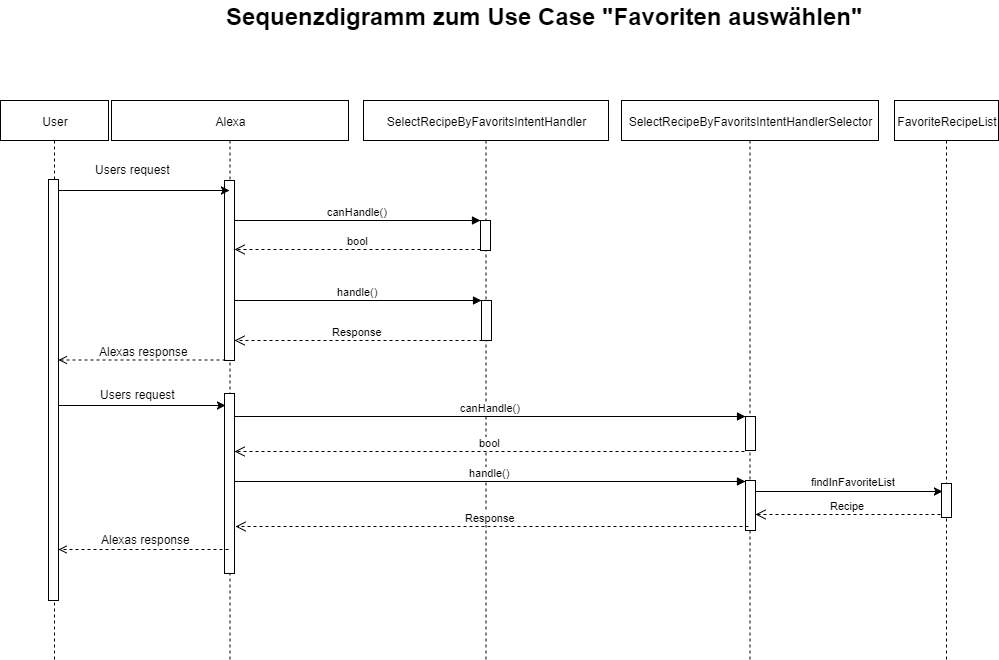 Sequenzdigramm zum Use Case "Favoriten auswählen"
User
Alexa
SelectRecipeByFavoritsIntentHandler
SelectRecipeByFavoritsIntentHandlerSelector
FavoriteRecipeList
Users request
canHandle()
bool
handle()
Response
Alexas response
Users request
canHandle()
bool
handle()
findInFavoriteList
Recipe
Response
Alexas response